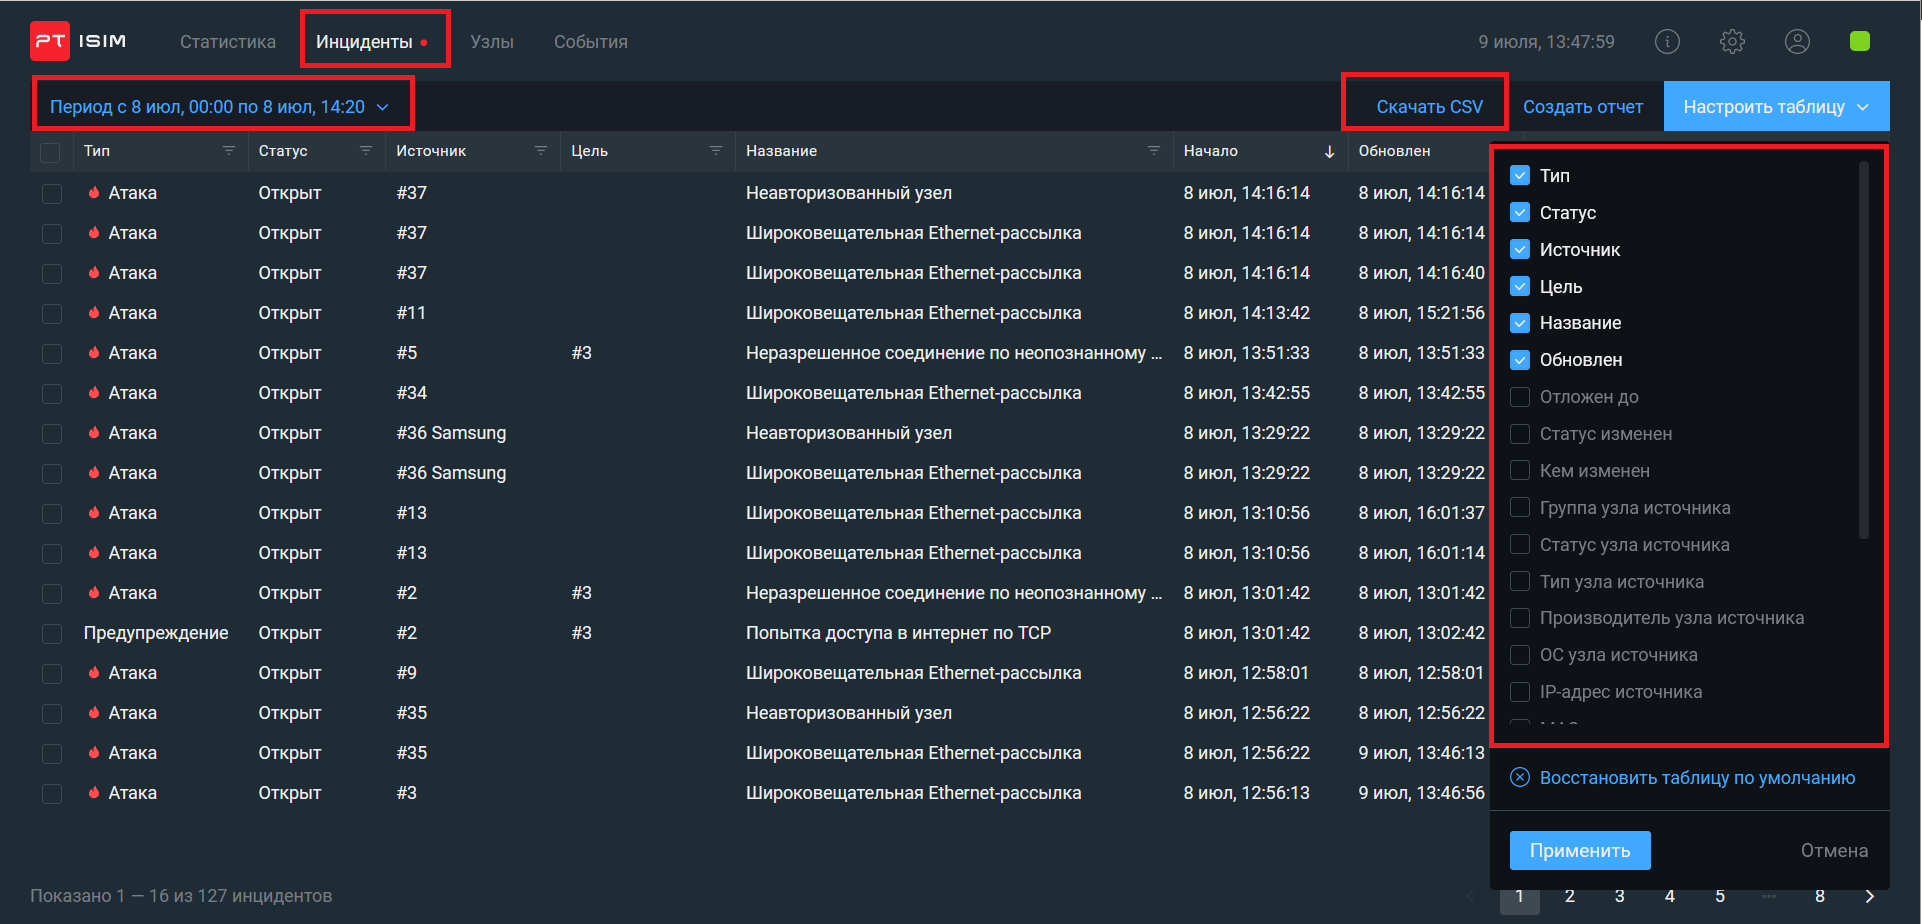 PT ISIM Статистика Инциденты Узлы События 9 июля, 13:47:59
Период с 8 июл, 00:00 по 8 июл, 14:20 Скачать CSV Создать отчет Настроить таблицу
Тип Статус Источник Цель Название Начало Обновлен
Атака Открыт #37 Неавторизованный узел 8 июл, 14:16:14 8 июл, 14:16:14
Атака Открыт #37 Широковещательная Ethernet-рассылка 8 июл, 14:16:14 8 июл, 14:16:14
Атака Открыт #37 Широковещательная Ethernet-рассылка 8 июл, 14:16:14 8 июл, 14:16:40
Атака Открыт #11 Широковещательная Ethernet-рассылка 8 июл, 14:13:42 8 июл, 15:21:56
Атака Открыт #5 #3 Неразрешенное соединение по неопознанному ... 8 июл, 13:51:33 8 июл, 13:51:33
Атака Открыт #34 Широковещательная Ethernet-рассылка 8 июл, 13:42:55 8 июл, 13:42:55
Атака Открыт #36 Samsung Неавторизованный узел 8 июл, 13:29:22 8 июл, 13:29:22
Атака Открыт #36 Samsung Широковещательная Ethernet-рассылка 8 июл, 13:29:22 8 июл, 13:29:22
Атака Открыт #13 Широковещательная Ethernet-рассылка 8 июл, 13:10:56 8 июл, 16:01:37
Атака Открыт #13 Широковещательная Ethernet-рассылка 8 июл, 13:10:56 8 июл, 16:01:14
Атака Открыт #2 #3 Неразрешенное соединение по неопознанному ... 8 июл, 13:01:42 8 июл, 13:01:42
Предупреждение Открыт #2 #3 Попытка доступа в интернет по TCP 8 июл, 13:01:42 8 июл, 13:02:42
Атака Открыт #9 Широковещательная Ethernet-рассылка 8 июл, 12:58:01 8 июл, 12:58:01
Атака Открыт #35 Неавторизованный узел 8 июл, 12:56:22 8 июл, 12:56:22
Атака Открыт #35 Широковещательная Ethernet-рассылка 8 июл, 12:56:22 9 июл, 13:46:13
Атака Открыт #3 Широковещательная Ethernet-рассылка 8 июл, 12:56:13 9 июл, 13:46:56
Тип
Статус
Источник
Цель
Название
Обновлен
Отложен до
Статус изменен
Кем изменен
Группа узла источника
Статус узла источника
Тип узла источника
Производитель узла источника
ОС узла источника
IP-адрес источника
Восстановить таблицу по умолчанию
Применить Отмена
Показано 1 — 16 из 127 инцидентов 1 2 3 4 5 ... 8